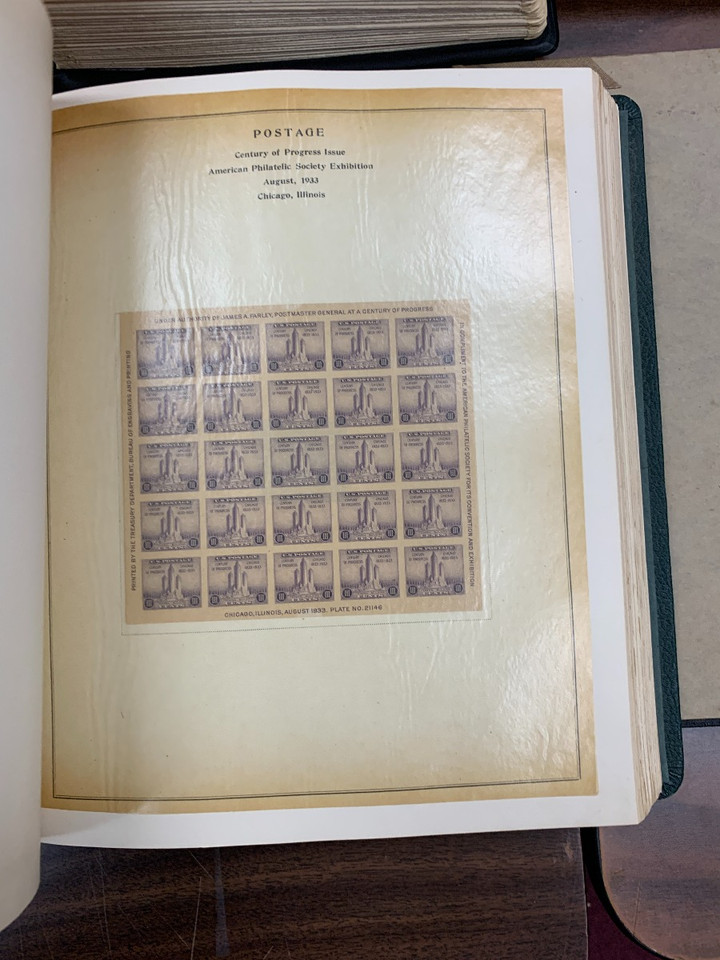 POSTAGE
Century of Progress Issue
American Philatelic Society Exhibition
August, 1933
Chicago, Illinois
UNDER AUTHORITY OF JAMES A. FARLEY, POSTMASTER GENERAL AT A CENTURY OF PROGRESS
PRINTED BY THE TREASURY DEPARTMENT, BUREAU OF ENGRAVING AND PRINTING
IN COMPLIMENT TO THE AMERICAN PHILATELIC SOCIETY FOR ITS CONVENTION AND EXHIBITION
U.S. POSTAGE
CHICAGO, ILLINOIS, AUGUST 1933. PLATE NO. 21146